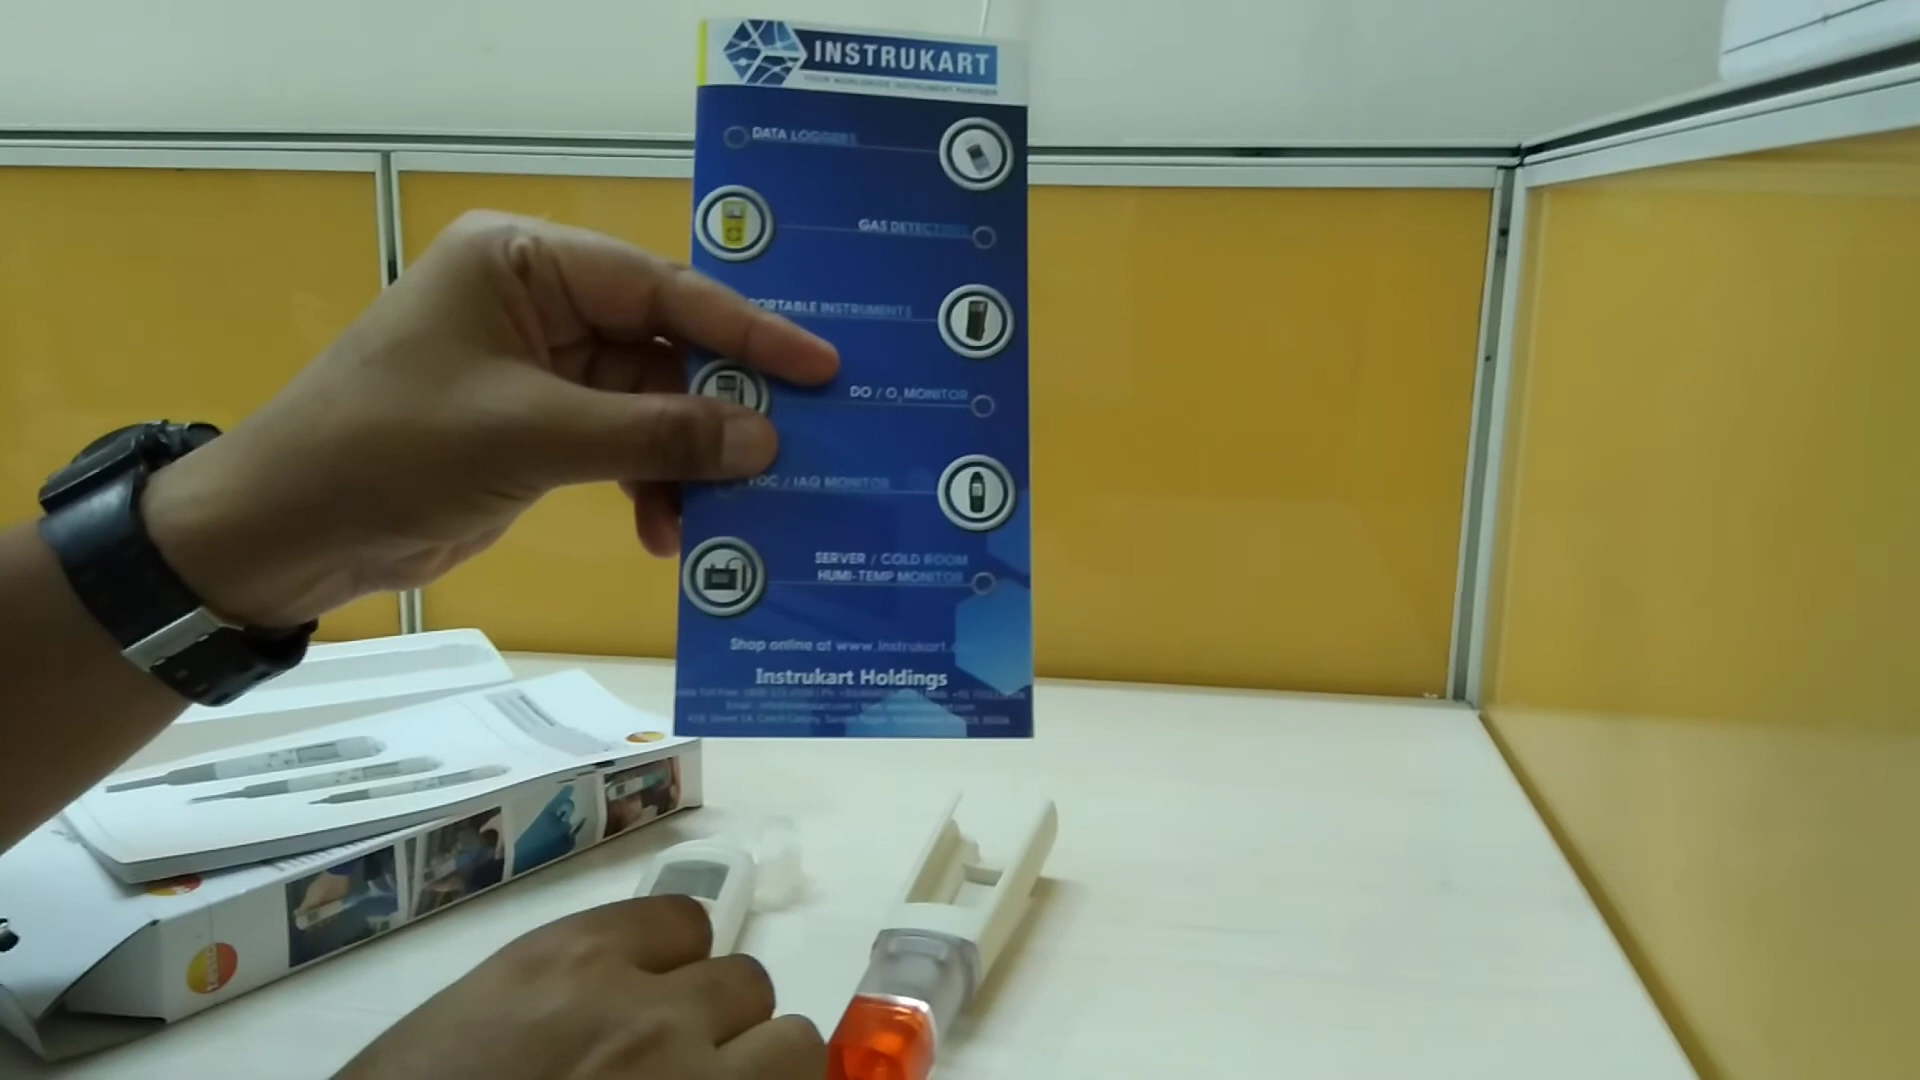 INSTRUKART
YOUR WORLDWIDE INSTRUMENT PARTNER
DATA LOGGERS
GAS DETECTORS
PORTABLE INSTRUMENTS
DO / O₂ MONITOR
VOC / IAQ MONITOR
SERVER / COLD ROOM
HUMI-TEMP MONITOR
Shop online at www.instrukart.
Instrukart Holdings
testo